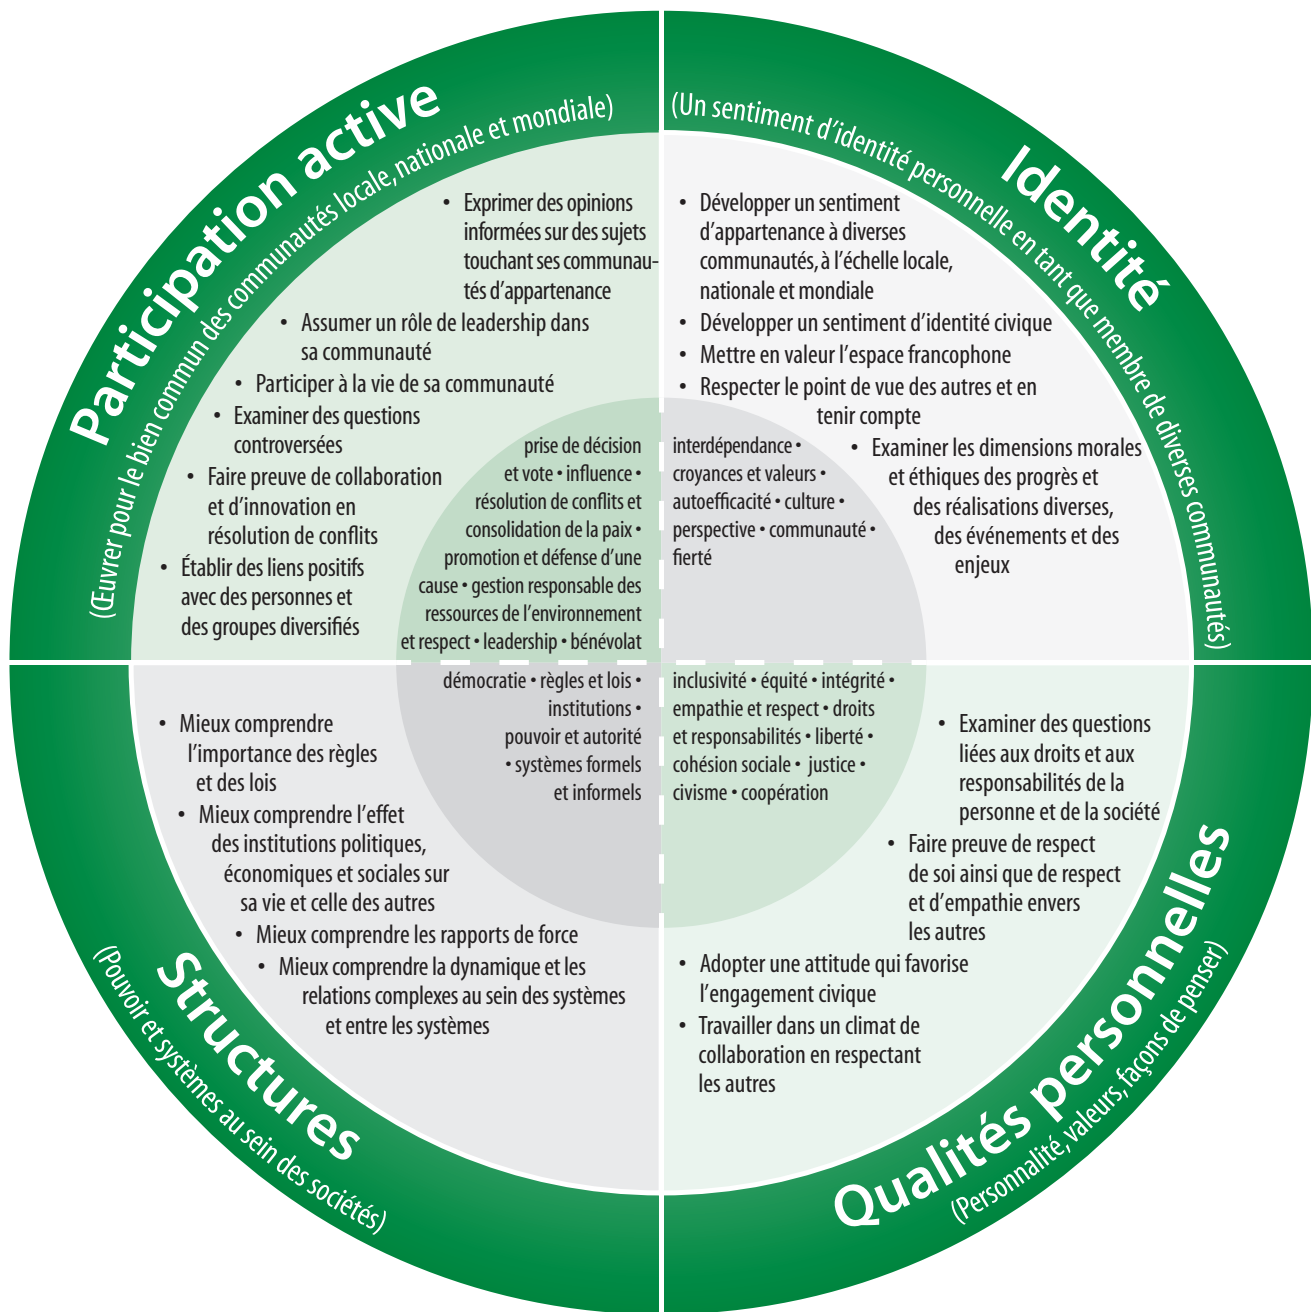 Participation active
(Œuvrer pour le bien commun des communautés locale, nationale et mondiale)
• Exprimer des opinions
informées sur des sujets
touchant ses communau-
tés d’appartenance
• Assumer un rôle de leadership dans
sa communauté
• Participer à la vie de sa communauté
• Examiner des questions
controversées
• Faire preuve de collaboration
et d’innovation en
résolution de conflits
• Établir des liens positifs
avec des personnes et
des groupes diversifiés
prise de décision
et vote • influence •
résolution de conflits et
consolidation de la paix •
promotion et défense d’une
cause • gestion responsable des
ressources de l’environnement
et respect • leadership • bénévolat
Identité
(Un sentiment d’identité personnelle en tant que membre de diverses communautés)
• Développer un sentiment
d’appartenance à diverses
communautés, à l’échelle locale,
nationale et mondiale
• Développer un sentiment d’identité civique
• Mettre en valeur l’espace francophone
• Respecter le point de vue des autres et en
tenir compte
• Examiner les dimensions morales
et éthiques des progrès et
des réalisations diverses,
des événements et des
enjeux
interdépendance •
croyances et valeurs •
autoefficacité • culture •
perspective • communauté •
fierté
Structures
(Pouvoir et systèmes au sein des sociétés)
• Mieux comprendre
l’importance des règles
et des lois
• Mieux comprendre l’effet
des institutions politiques,
économiques et sociales sur
sa vie et celle des autres
• Mieux comprendre les rapports de force
• Mieux comprendre la dynamique et les
relations complexes au sein des systèmes
et entre les systèmes
démocratie • règles et lois •
institutions •
pouvoir et autorité
• systèmes formels
et informels
Qualités personnelles
(Personnalité, valeurs, façons de penser)
inclusivité • équité • intégrité •
empathie et respect • droits
et responsabilités • liberté •
cohésion sociale • justice •
civisme • coopération
• Examiner des questions
liées aux droits et aux
responsabilités de la
personne et de la société
• Faire preuve de respect
de soi ainsi que de respect
et d’empathie envers
les autres
• Adopter une attitude qui favorise
l’engagement civique
• Travailler dans un climat de
collaboration en respectant
les autres